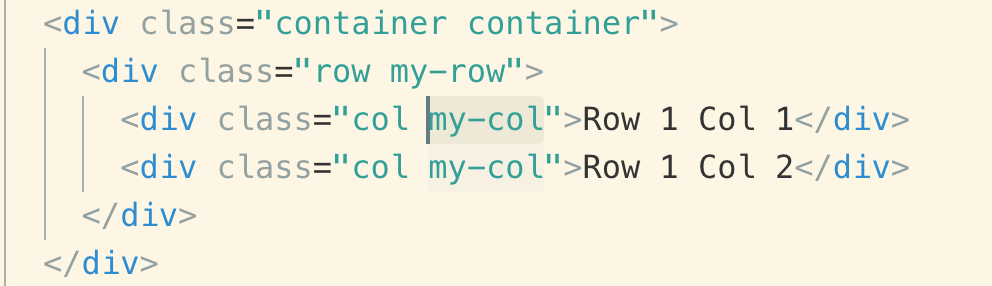 <div class="container container">
<div class="row my-row">
<div class="col my-col">Row 1 Col 1</div>
<div class="col my-col">Row 1 Col 2</div>
</div>
</div>